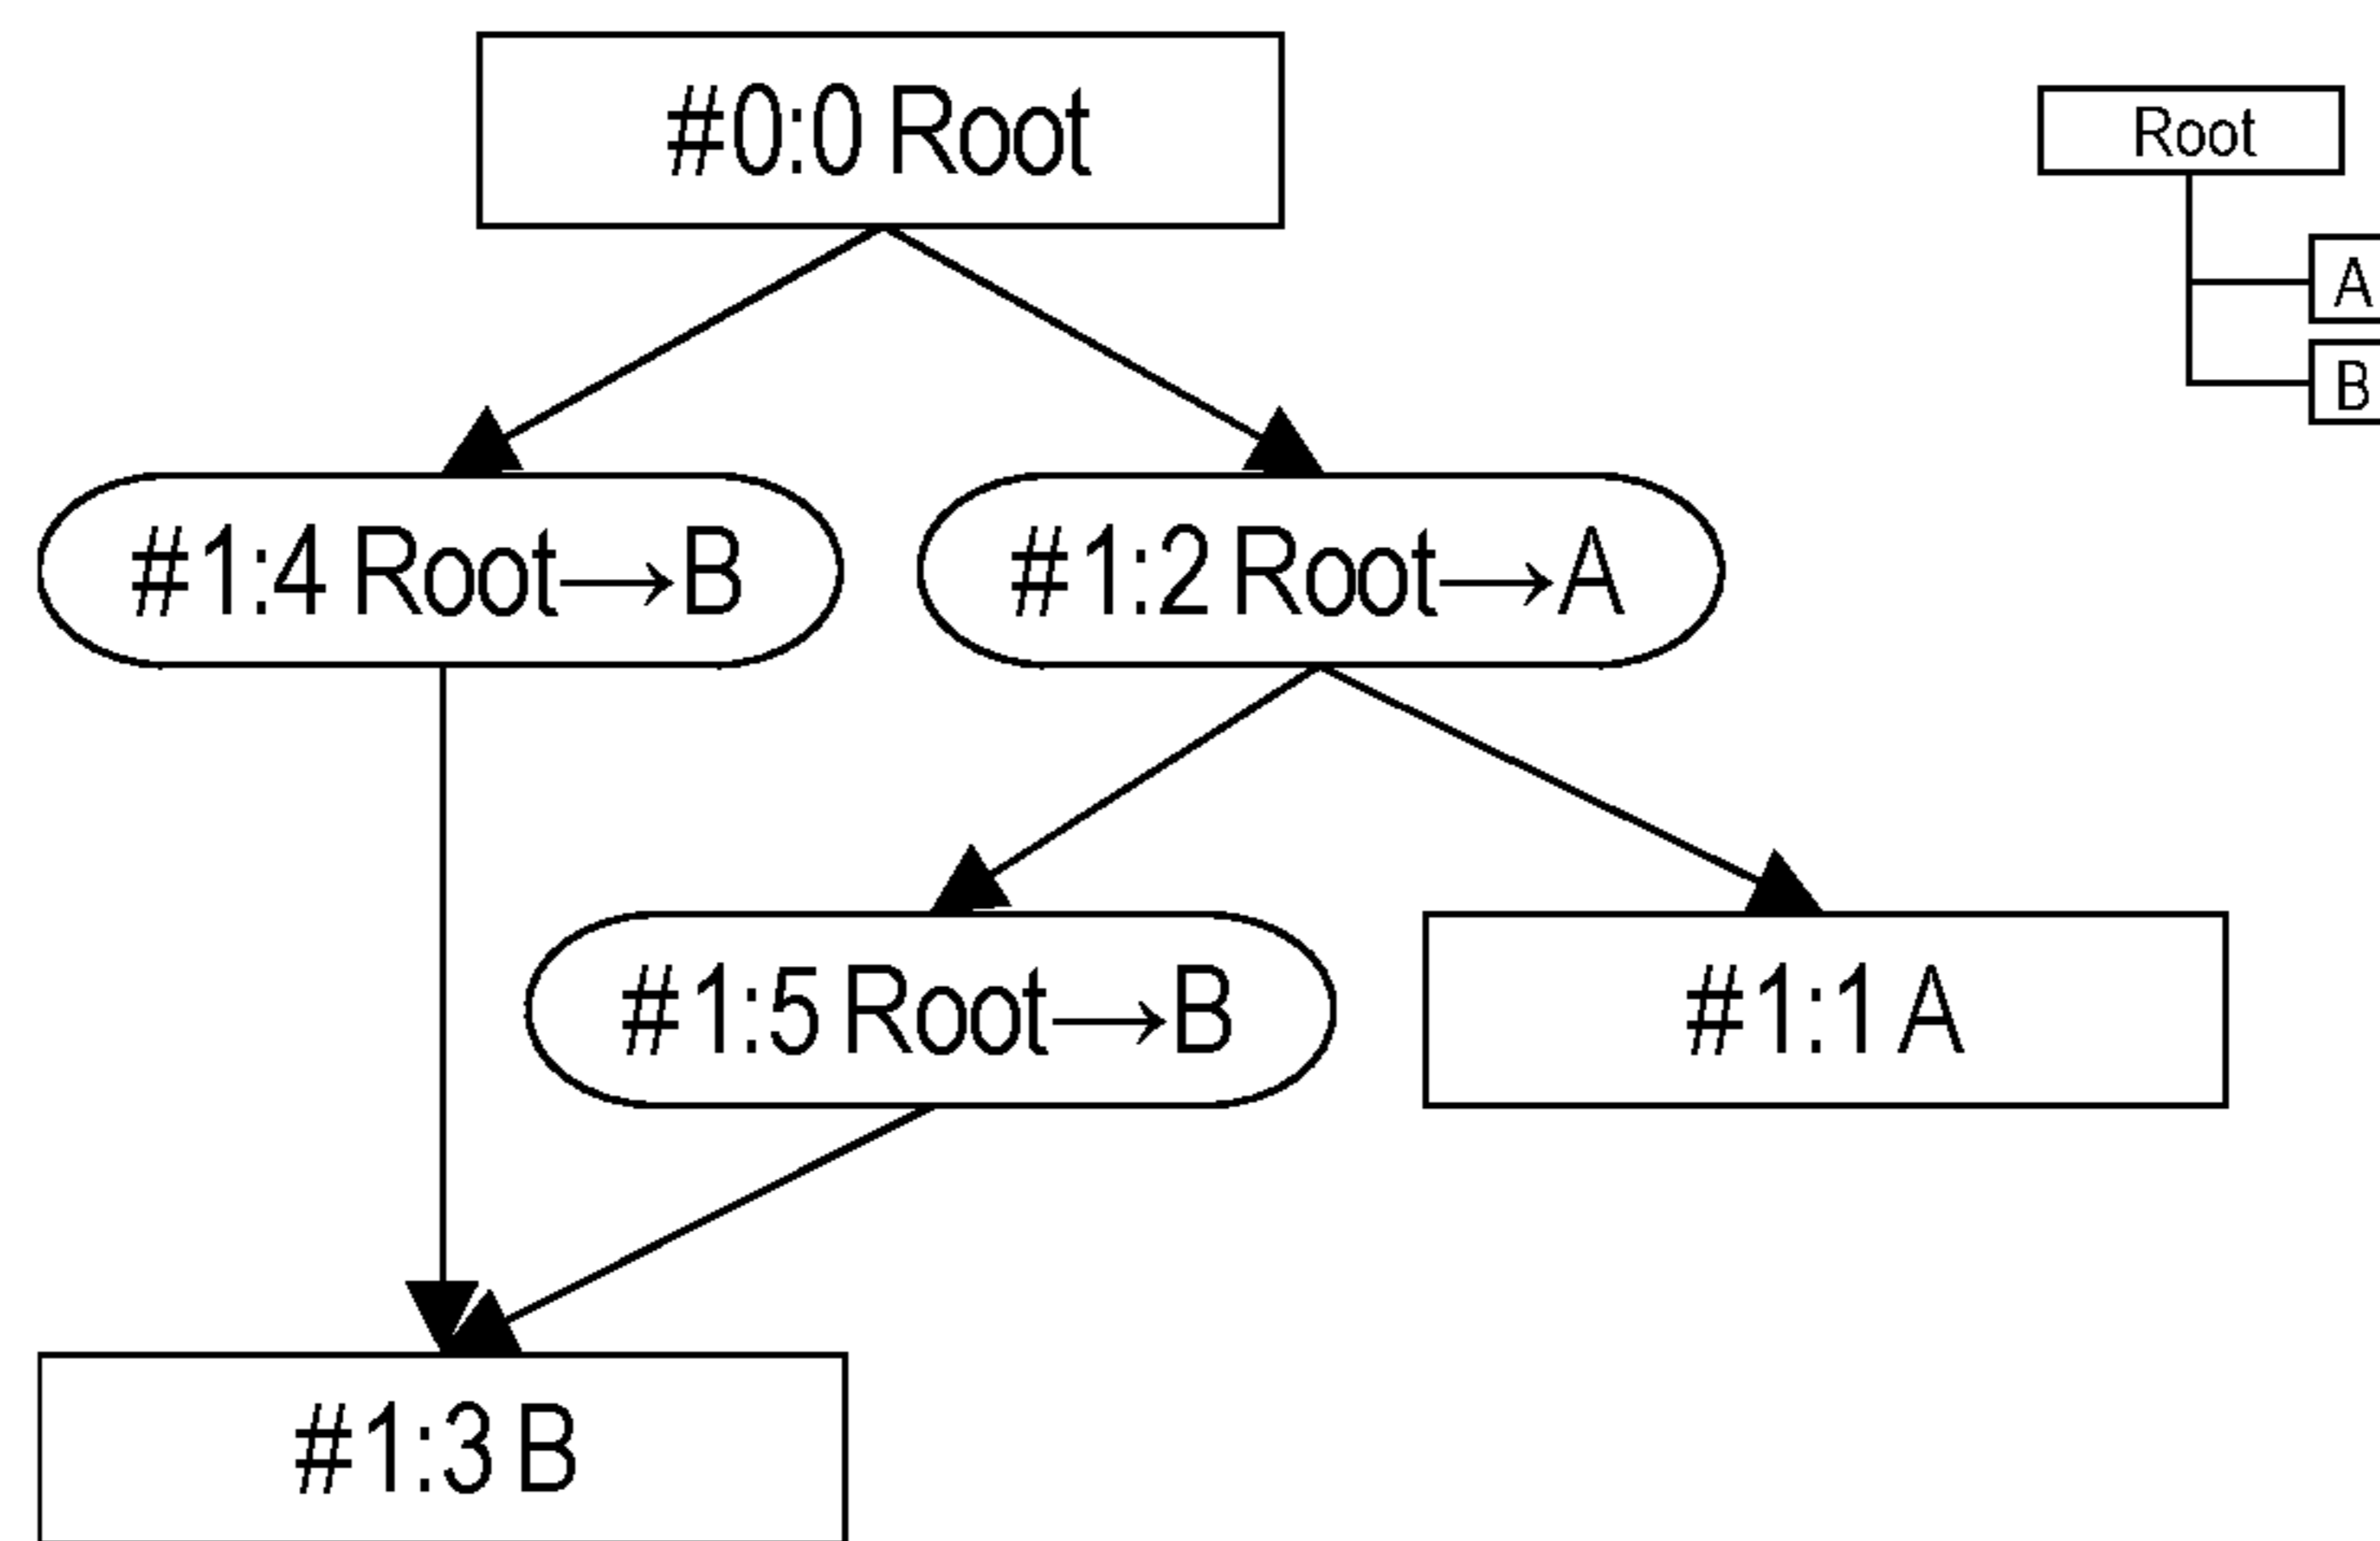 #0:0 Root
Root
A
B
#1:4 Root→B
#1:2 Root→A
#1:5 Root→B
#1:1 A
#1:3 B